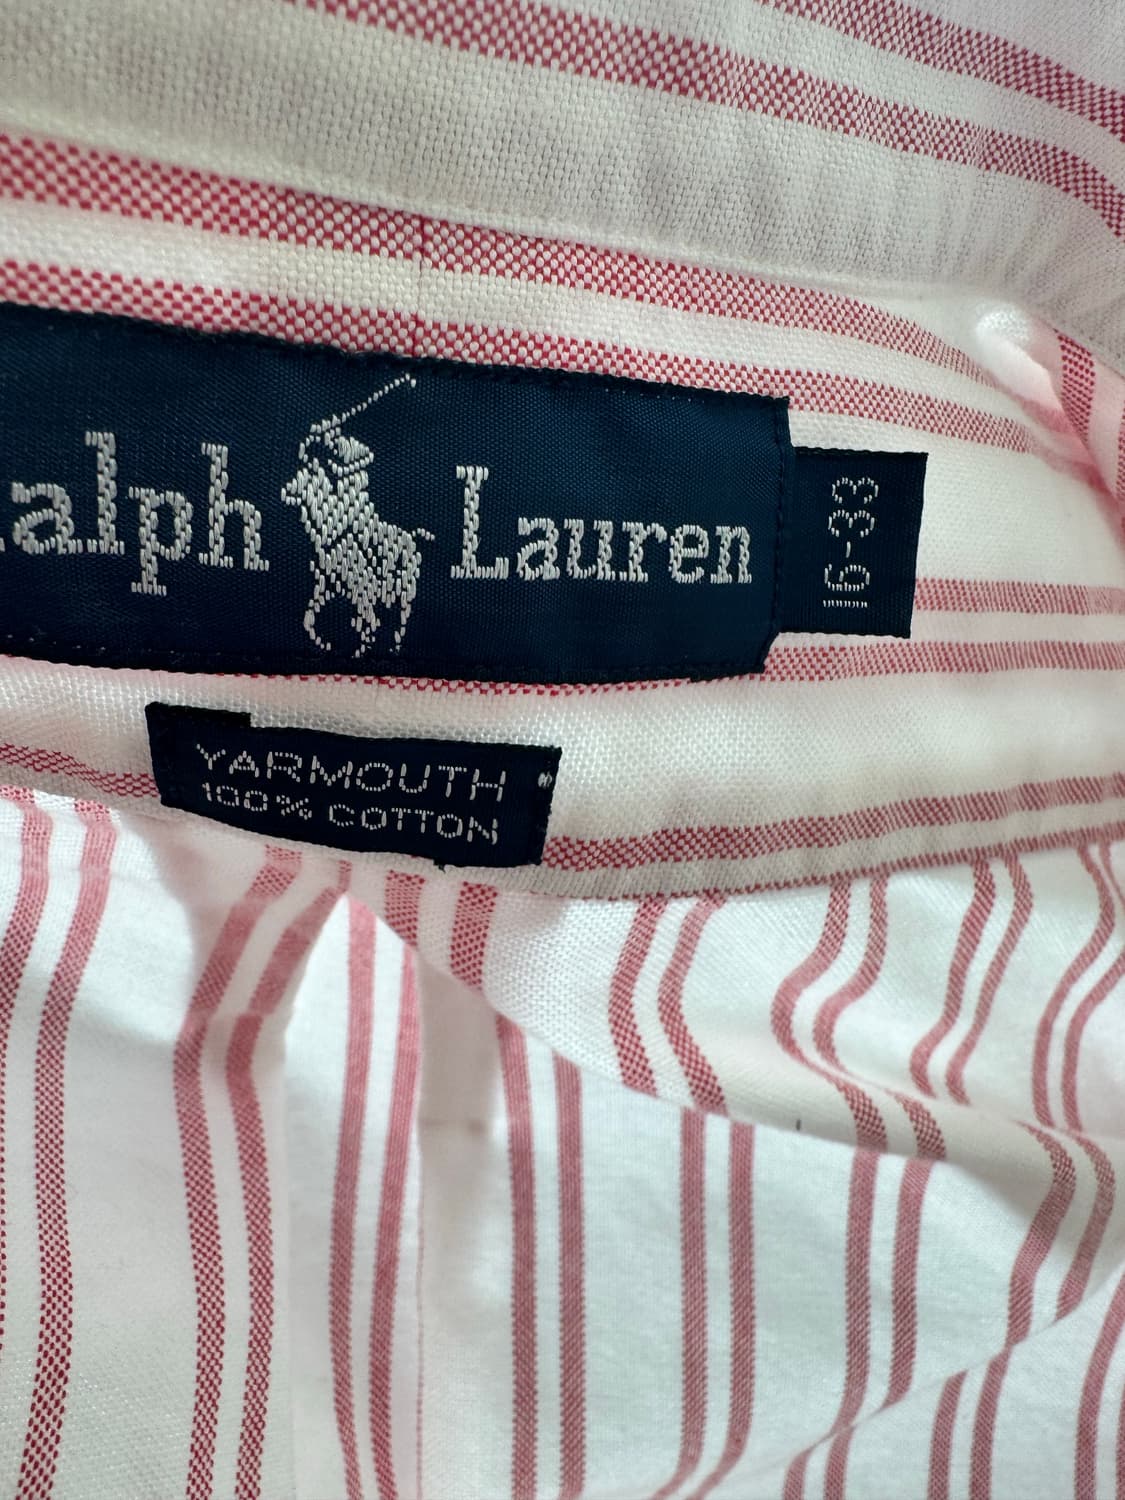 alph Lauren
16-33
YARMOUTH ®
100% COTTON